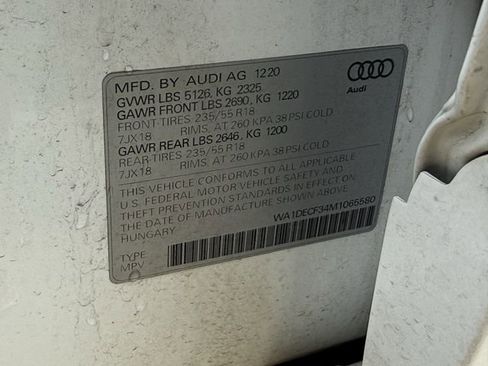 MFD. BY AUDI AG 12 20
GVWR LBS 5126, KG 2325
GAWR FRONT LBS 2690, KG 1220
FRONT-TIRES 235/55 R18
7JX18 RIMS, AT 260 KPA 38 PSI COLD
GAWR REAR LBS 2646, KG 1200
REAR-TIRES 235/55 R18
7JX18 RIMS, AT 260 KPA 38 PSI COLD
THIS VEHICLE CONFORMS TO ALL APPLICABLE
U.S. FEDERAL MOTOR VEHICLE SAFETY AND
THEFT PREVENTION STANDARDS IN EFFECT ON
THE DATE OF MANUFACTURE SHOWN ABOVE.
HUNGARY
WA1DECF34M1065580
TYPE
MPV
Audi